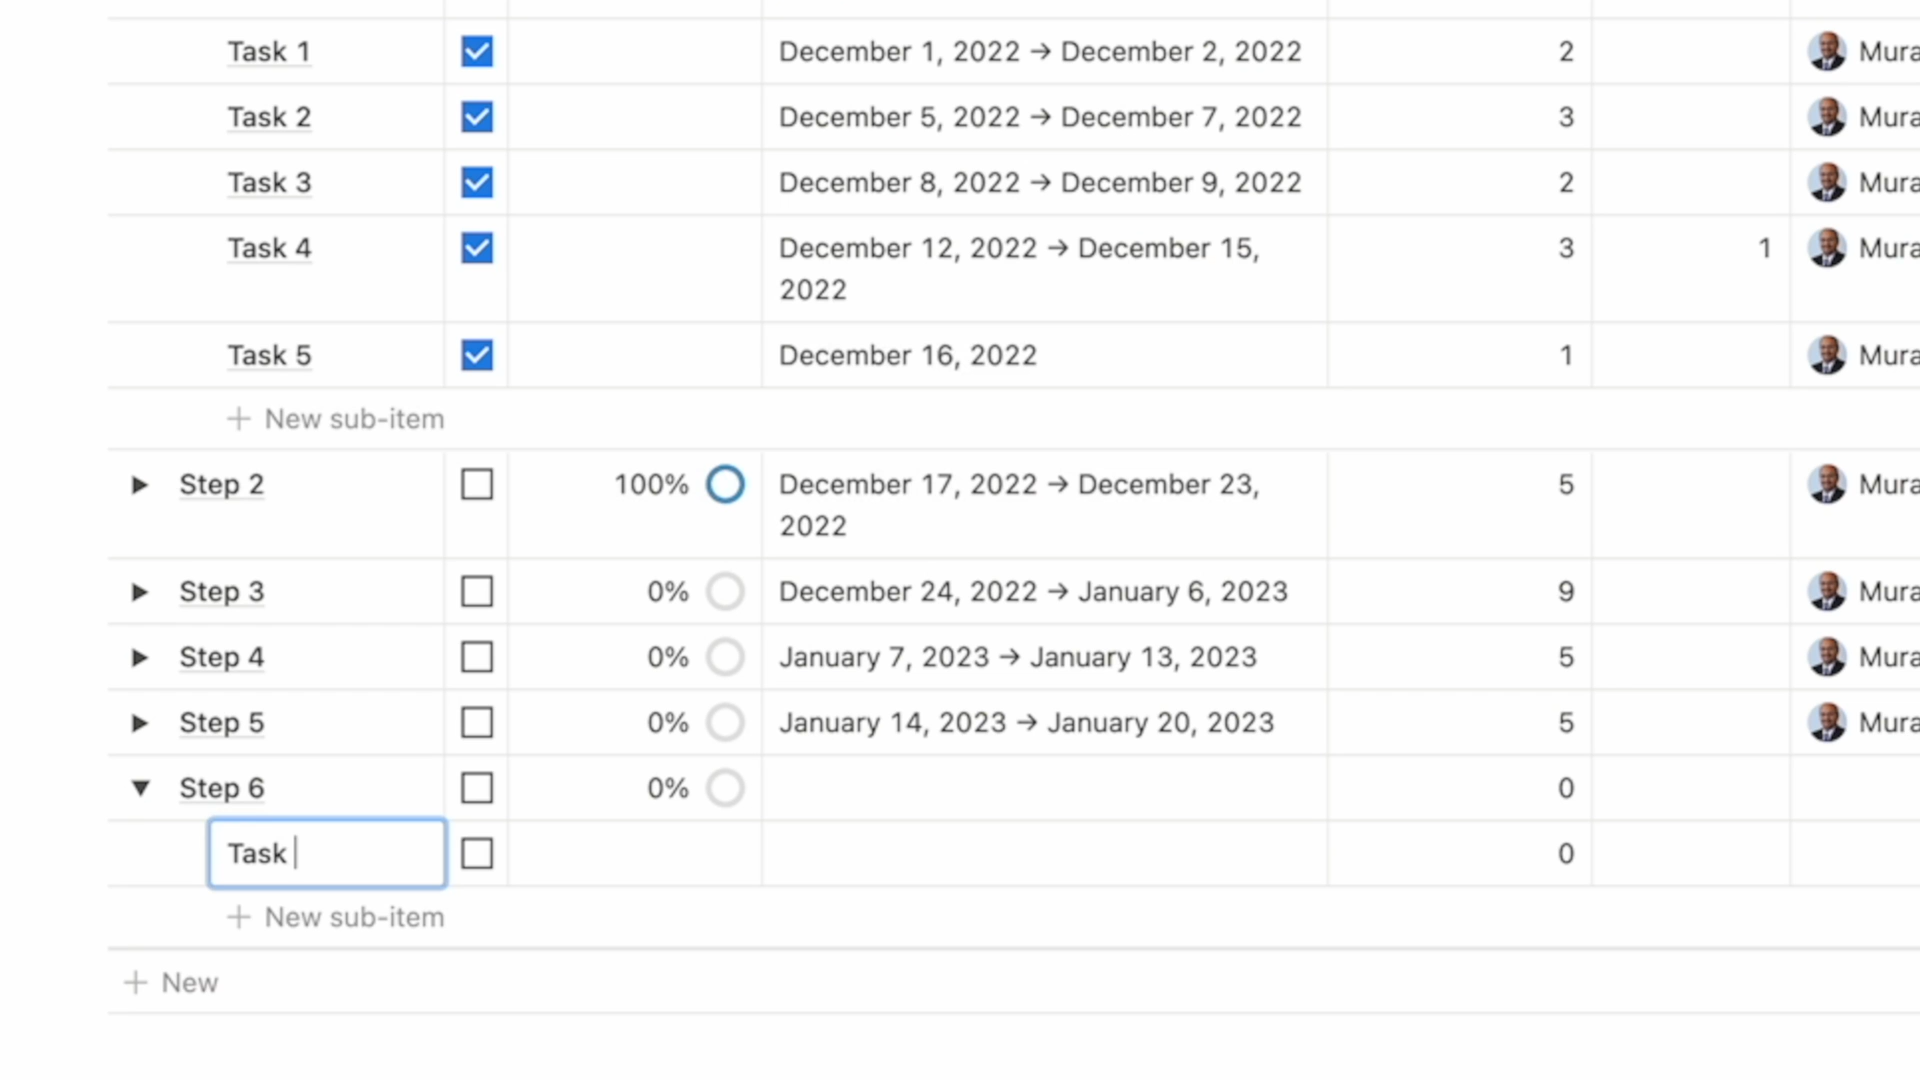 Task 1 December 1, 2022 → December 2, 2022 2 Mura
Task 2 December 5, 2022 → December 7, 2022 3 Mura
Task 3 December 8, 2022 → December 9, 2022 2 Mura
Task 4 December 12, 2022 → December 15, 3 1 Mura
2022
Task 5 December 16, 2022 1 Mura
+ New sub-item
Step 2 100% December 17, 2022 → December 23, 5 Mura
2022
Step 3 0% December 24, 2022 → January 6, 2023 9 Mura
Step 4 0% January 7, 2023 → January 13, 2023 5 Mura
Step 5 0% January 14, 2023 → January 20, 2023 5 Mura
Step 6 0% 0
Task 0
+ New sub-item
+ New